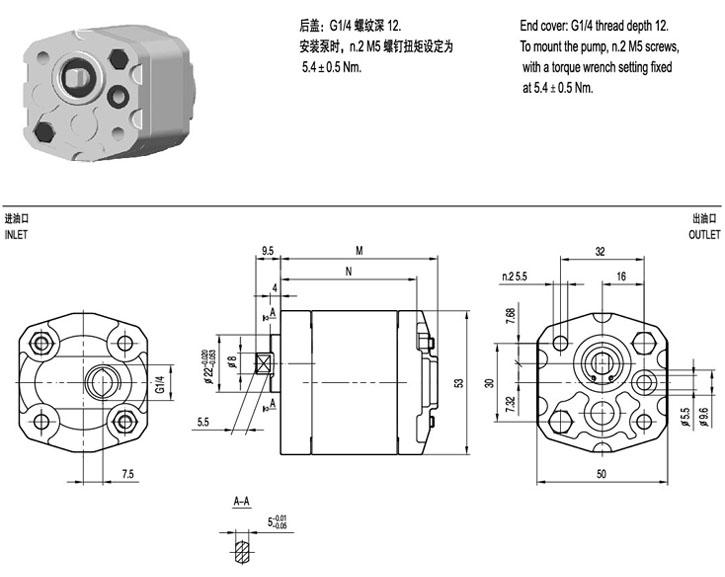 后盖：G1/4 螺纹深 12.
安装泵时，n.2 M5 螺钉扭矩设定为
5.4 ± 0.5 Nm.
End cover: G1/4 thread depth 12.
To mount the pump, n.2 M5 screws,
with a torque wrench setting fixed
at 5.4 ± 0.5 Nm.
进油口
INLET
出油口
OUTLET
G1/4
7.5
9.5
M
N
4
A
A
ø 22 -0.020 -0.053
ø 8
5.5
53
A–A
5 -0.01 -0.05
32
n.2 5.5
16
7.68
30
7.32
ø 5.5
ø 9.6
50